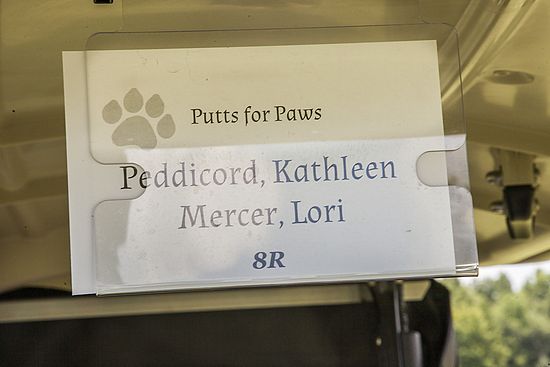 Putts for Paws
Peddicord, Kathleen
Mercer, Lori
8R